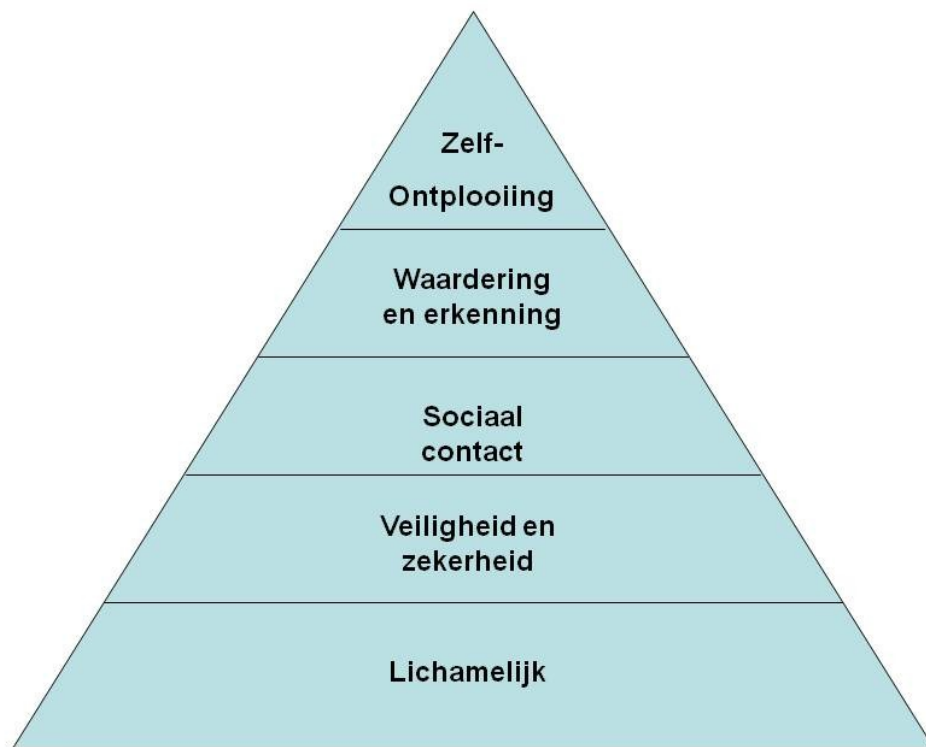 Zelf-
Ontplooiing
Waardering
en erkenning
Sociaal
contact
Veiligheid en
zekerheid
Lichamelijk